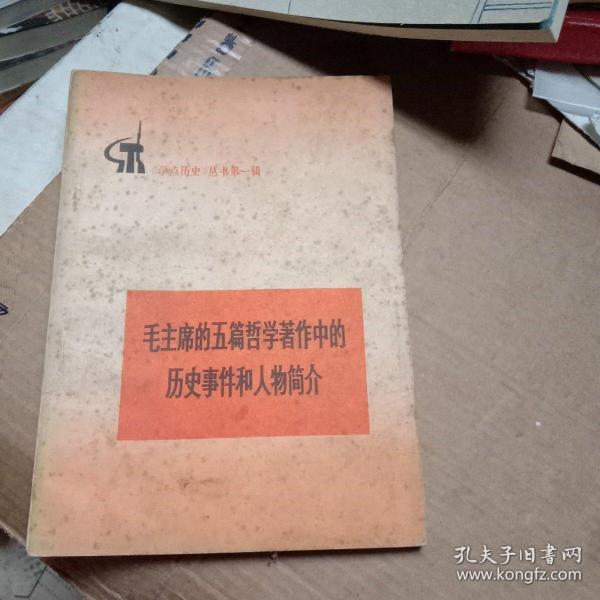 《学点历史》丛书第一辑
毛主席的五篇哲学著作中的
历史事件和人物简介
孔夫子旧书网
www.kongfz.com